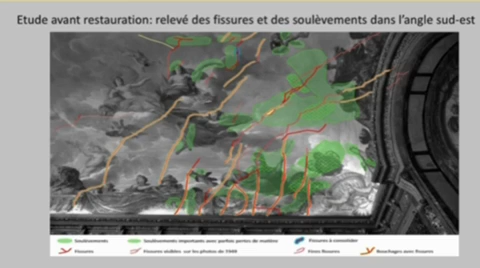 Etude avant restauration: relevé des fissures et des soulèvements dans l'angle sud-est
Soulèvements
Soulèvements importants avec parfois pertes de matière
Fissures à consolider
Fissures
Fissures visibles sur les photos de 1949
Fines fissures
Bouchages avec fissures